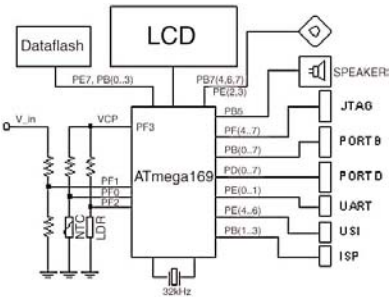 Dataflash
LCD
PE7, PB(0..3)
PB7(4,6,7)
PE(2,3)
SPEAKER:
V_in
VCP
PF3
PB5
PF(4..7)
JTAG
PB(0..7)
PORT B
ATmega169
PD(0..7)
PORT D
PF1
PF0
PF2
PE(0..1)
UART
NTC
LDR
PE(4..6)
USI
PB(1..3)
ISP
32kHz